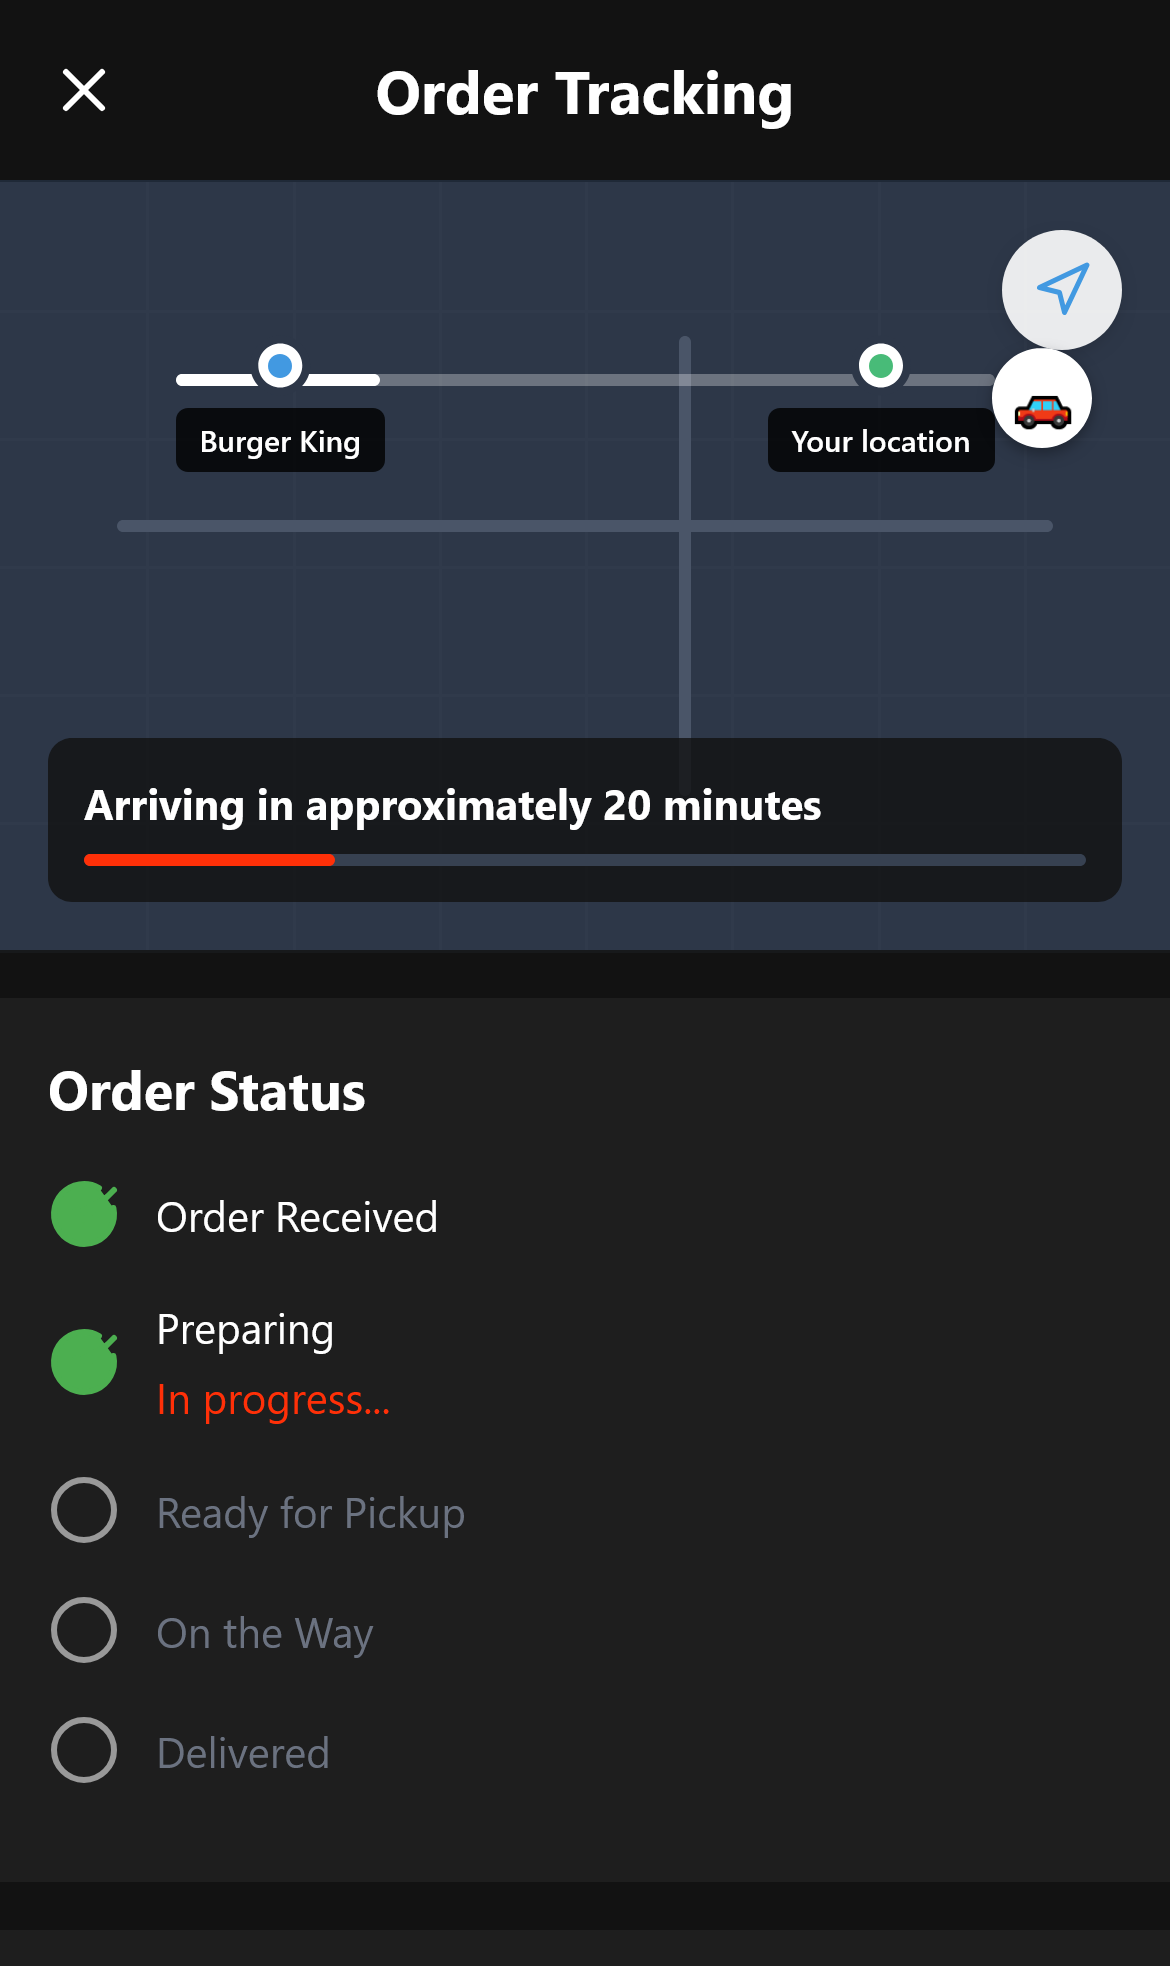 Order Tracking
Burger King
Your location
Arriving in approximately 20 minutes
Order Status
Order Received
Preparing
In progress...
Ready for Pickup
On the Way
Delivered